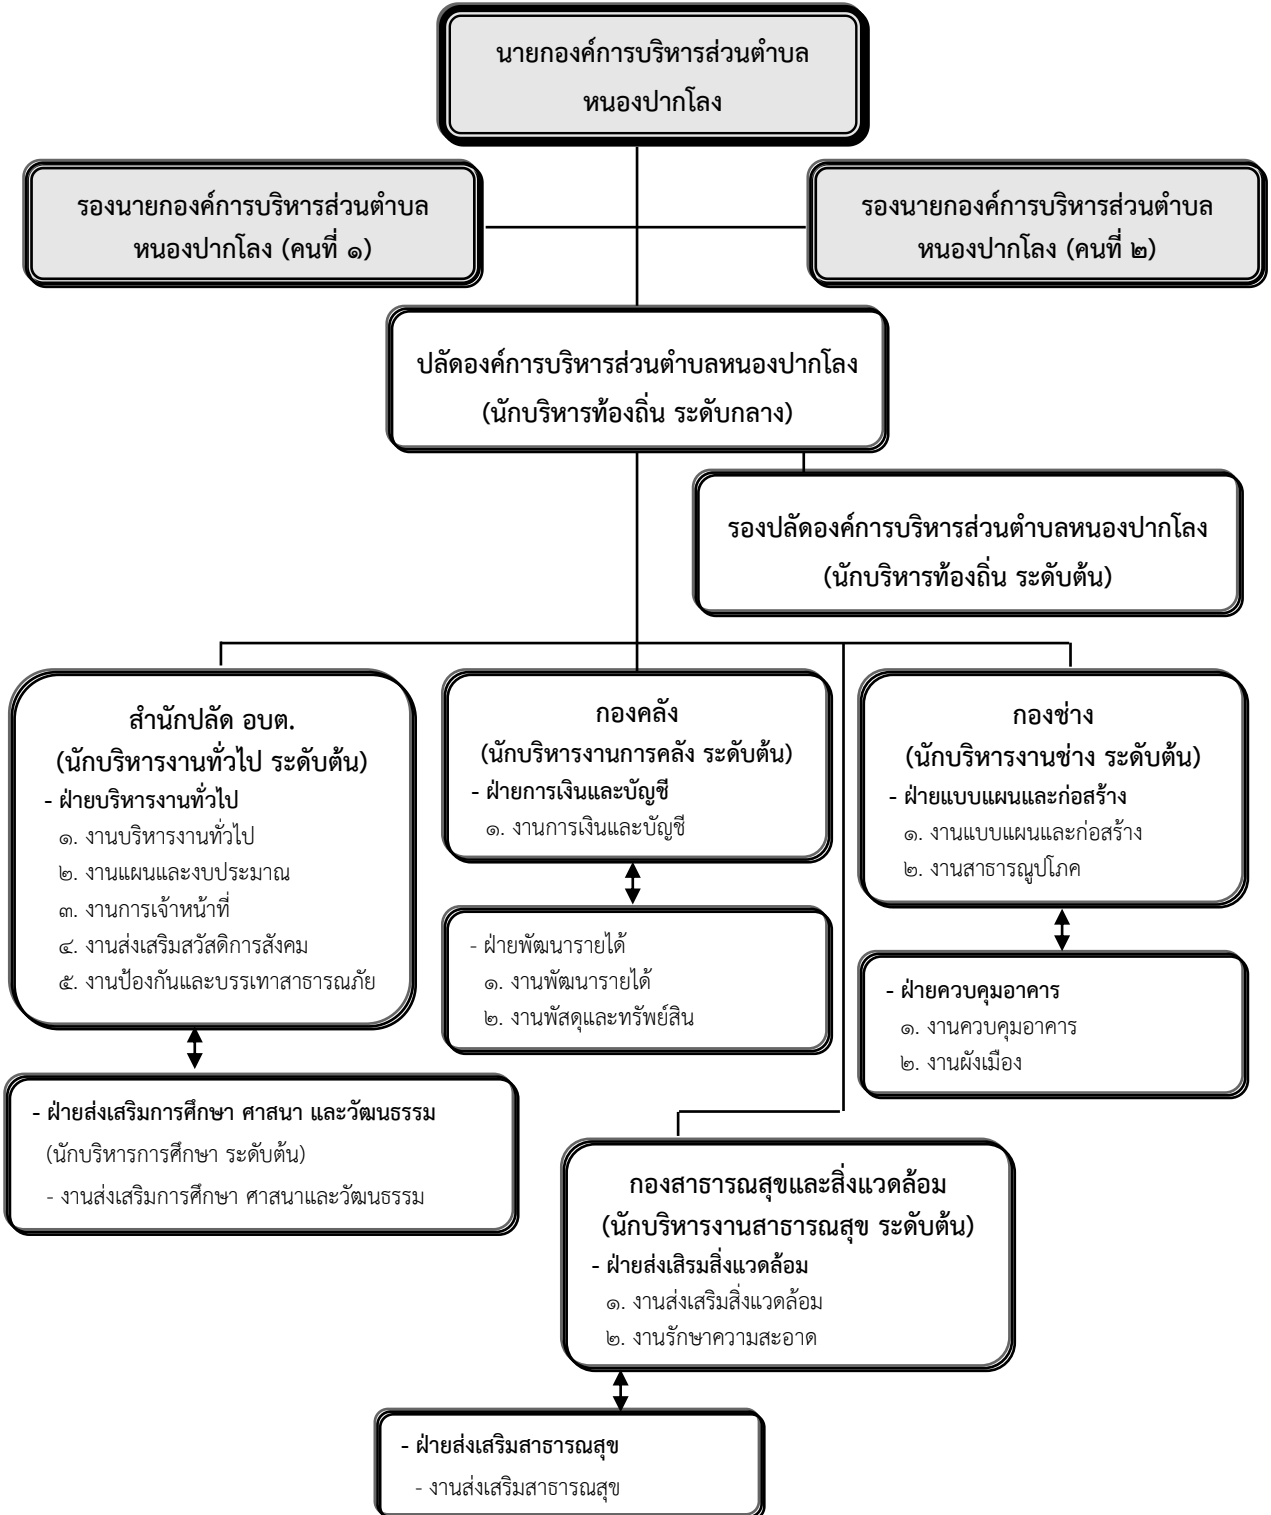 นายกองค์การบริหารส่วนตำบล
หนองปากโลง
รองนายกองค์การบริหารส่วนตำบล
หนองปากโลง (คนที่ ๑)
รองนายกองค์การบริหารส่วนตำบล
หนองปากโลง (คนที่ ๒)
ปลัดองค์การบริหารส่วนตำบลหนองปากโลง
(นักบริหารท้องถิ่น ระดับกลาง)
รองปลัดองค์การบริหารส่วนตำบลหนองปากโลง
(นักบริหารท้องถิ่น ระดับต้น)
สำนักปลัด อบต.
(นักบริหารงานทั่วไป ระดับต้น)
- ฝ่ายบริหารงานทั่วไป
๑. งานบริหารงานทั่วไป
๒. งานแผนและงบประมาณ
๓. งานการเจ้าหน้าที่
๔. งานส่งเสริมสวัสดิการสังคม
๕. งานป้องกันและบรรเทาสาธารณภัย
- ฝ่ายส่งเสริมการศึกษา ศาสนา และวัฒนธรรม
(นักบริหารการศึกษา ระดับต้น)
- งานส่งเสริมการศึกษา ศาสนาและวัฒนธรรม
กองคลัง
(นักบริหารงานการคลัง ระดับต้น)
- ฝ่ายการเงินและบัญชี
๑. งานการเงินและบัญชี
- ฝ่ายพัฒนารายได้
๑. งานพัฒนารายได้
๒. งานพัสดุและทรัพย์สิน
กองช่าง
(นักบริหารงานช่าง ระดับต้น)
- ฝ่ายแบบแผนและก่อสร้าง
๑. งานแบบแผนและก่อสร้าง
๒. งานสาธารณูปโภค
- ฝ่ายควบคุมอาคาร
๑. งานควบคุมอาคาร
๒. งานผังเมือง
กองสาธารณสุขและสิ่งแวดล้อม
(นักบริหารงานสาธารณสุข ระดับต้น)
- ฝ่ายส่งเสิรมสิ่งแวดล้อม
๑. งานส่งเสริมสิ่งแวดล้อม
๒. งานรักษาความสะอาด
- ฝ่ายส่งเสริมสาธารณสุข
- งานส่งเสริมสาธารณสุข